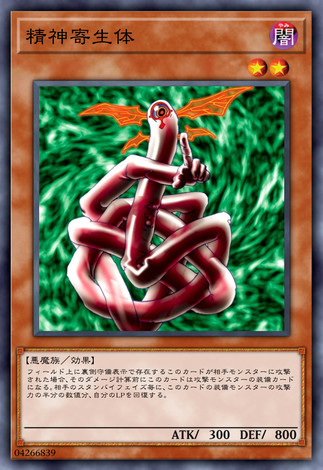 精神寄生体
やみ
闇
【悪魔族/効果】
フィールド上に裏側守備表示で存在するこのカードが相手モンスターに攻撃
された場合、そのダメージ計算前にこのカードは攻撃モンスターの装備カード
になる。相手のスタンバイフェイズ毎に、このカードの装備モンスターの攻撃
力の半分の数値分、自分のLPを回復する。
ATK/ 300 DEF/ 800
04266839